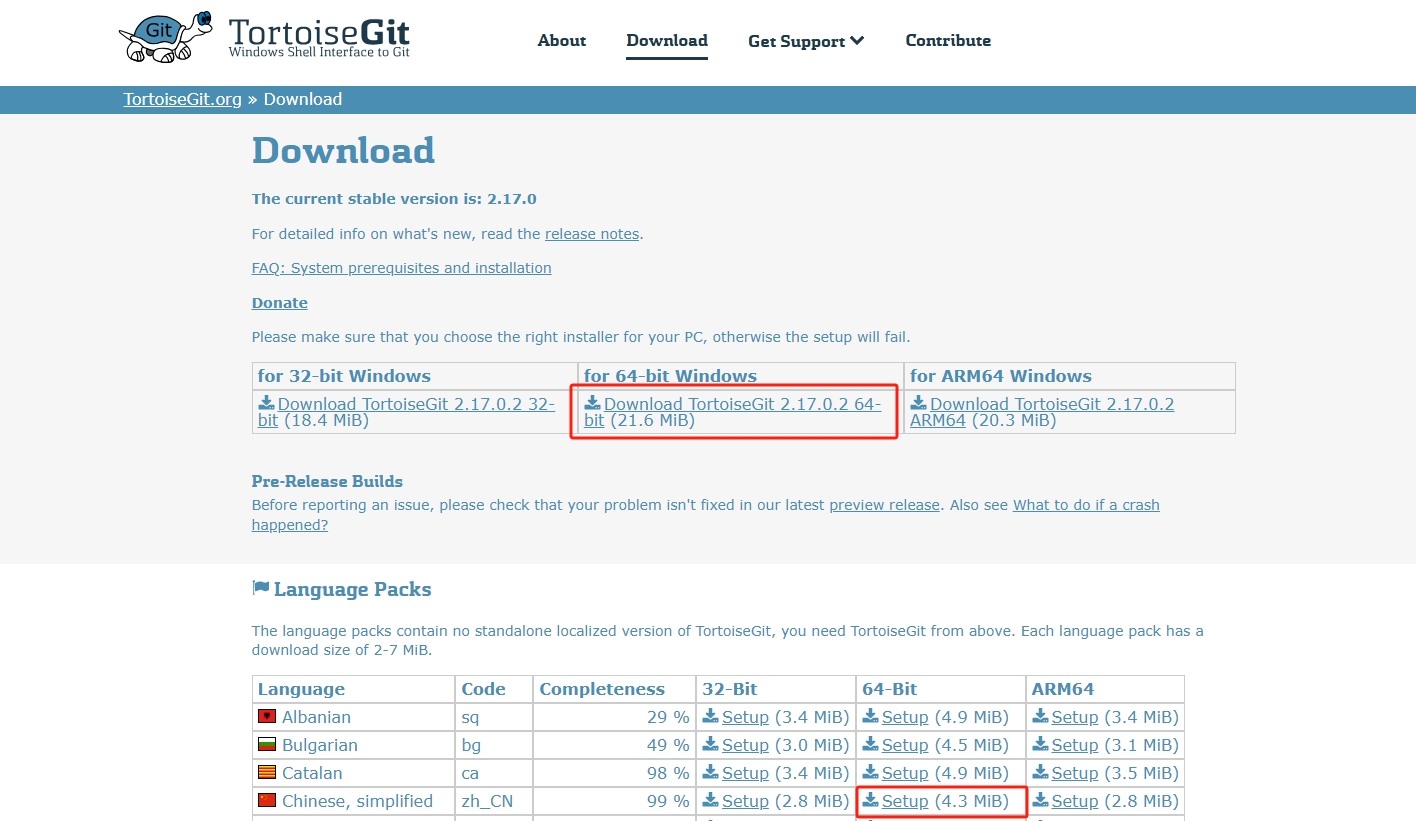 Git
TortoiseGit
Windows Shell Interface to Git
About Download Get Support Contribute
TortoiseGit.org » Download
Download
The current stable version is: 2.17.0
For detailed info on what's new, read the release notes.
FAQ: System prerequisites and installation
Donate
Please make sure that you choose the right installer for your PC, otherwise the setup will fail.
for 32-bit Windows for 64-bit Windows for ARM64 Windows
Download TortoiseGit 2.17.0.2 32- Download TortoiseGit 2.17.0.2 64- Download TortoiseGit 2.17.0.2
bit (18.4 MiB) bit (21.6 MiB) ARM64 (20.3 MiB)
Pre-Release Builds
Before reporting an issue, please check that your problem isn't fixed in our latest preview release. Also see What to do if a crash
happened?
Language Packs
The language packs contain no standalone localized version of TortoiseGit, you need TortoiseGit from above. Each language pack has a
download size of 2-7 MiB.
Language Code Completeness 32-Bit 64-Bit ARM64
Albanian sq 29 % Setup (3.4 MiB) Setup (4.9 MiB) Setup (3.4 MiB)
Bulgarian bg 49 % Setup (3.0 MiB) Setup (4.5 MiB) Setup (3.1 MiB)
Catalan ca 98 % Setup (3.4 MiB) Setup (4.9 MiB) Setup (3.5 MiB)
Chinese, simplified zh_CN 99 % Setup (2.8 MiB) Setup (4.3 MiB) Setup (2.8 MiB)